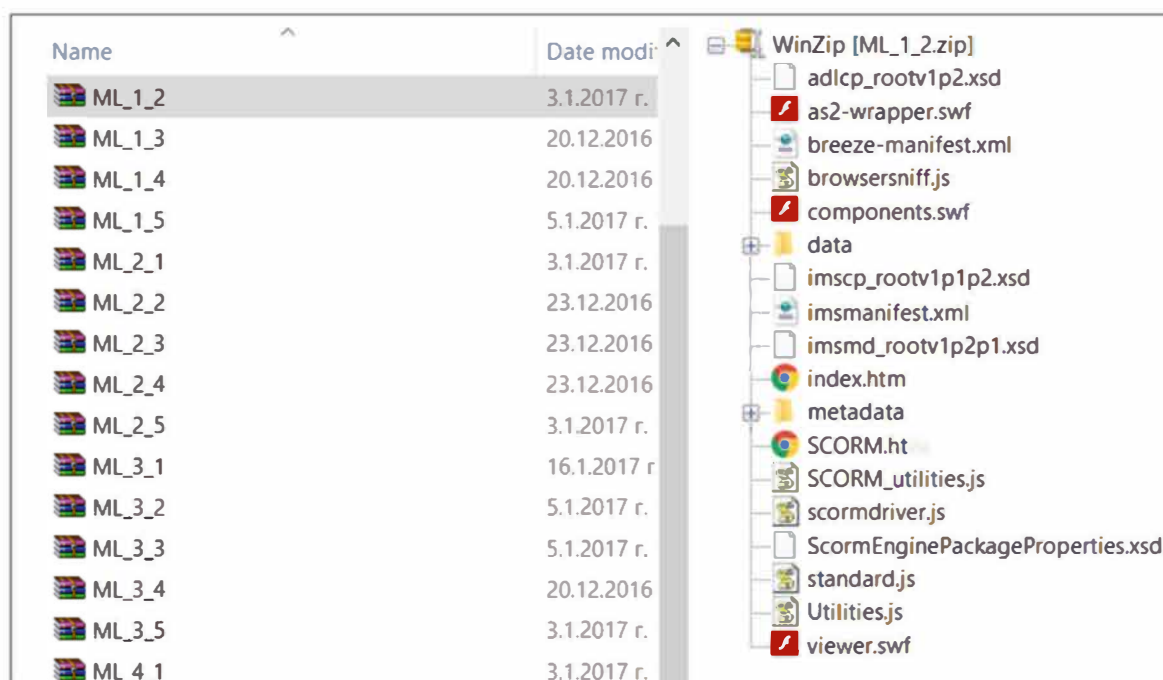 Name Date modi
ML_1_2 3.1.2017 г.
ML_1_3 20.12.2016
ML_1_4 20.12.2016
ML_1_5 5.1.2017 г.
ML_2_1 3.1.2017 г.
ML_2_2 23.12.2016
ML_2_3 23.12.2016
ML_2_4 23.12.2016
ML_2_5 3.1.2017 г.
ML_3_1 16.1.2017 г
ML_3_2 5.1.2017 г.
ML_3_3 5.1.2017 г.
ML_3_4 20.12.2016
ML_3_5 3.1.2017 г.
ML_4_1 3.1.2017 г.
WinZip [ML_1_2.zip]
adlcp_rootv1p2.xsd
as2-wrapper.swf
breeze-manifest.xml
browsersniff.js
components.swf
data
imscp_rootv1p1p2.xsd
imsmanifest.xml
imsmd_rootv1p2p1.xsd
index.htm
metadata
SCORM.ht
SCORM_utilities.js
scormdriver.js
ScormEnginePackageProperties.xsd
standard.js
Utilities.js
viewer.swf